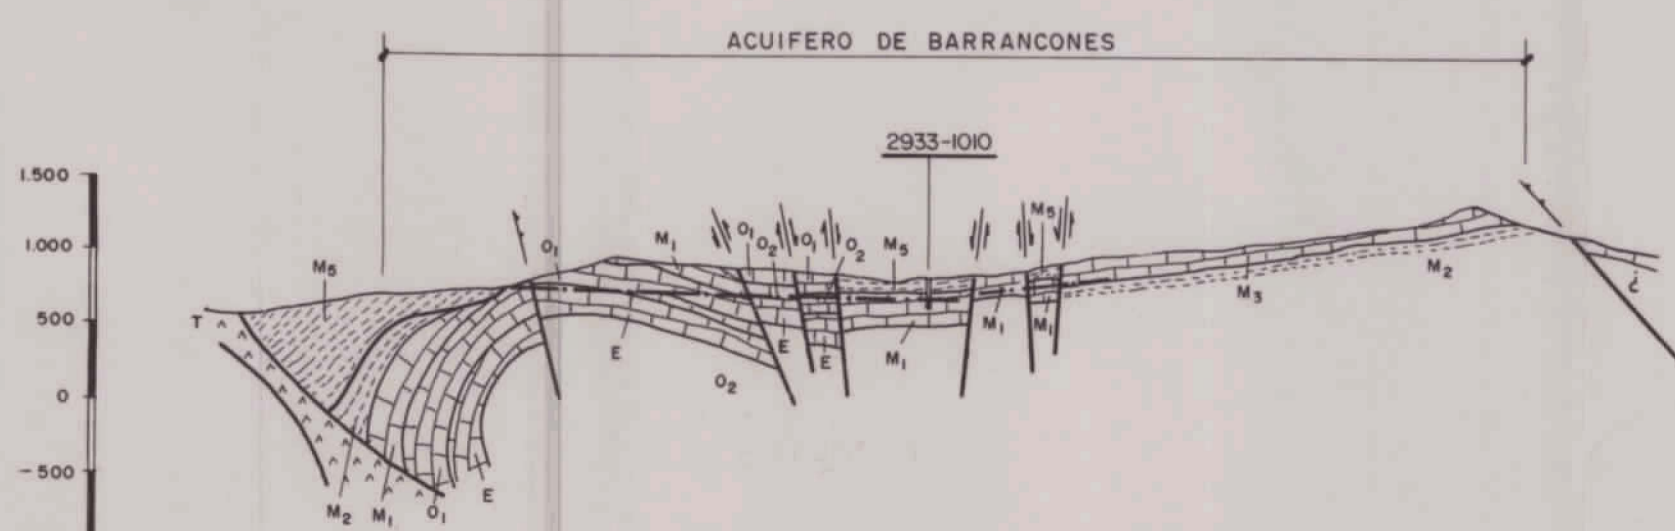 ACUIFERO DE BARRANCONES
2933-1010
1.500
1.000
500
0
-500
T
M5
O1
M1
O1
O2
O1
O2
M5
M5
E
O2
E
E
M1
M1
M1
M3
M2
M2
M1
O1
E